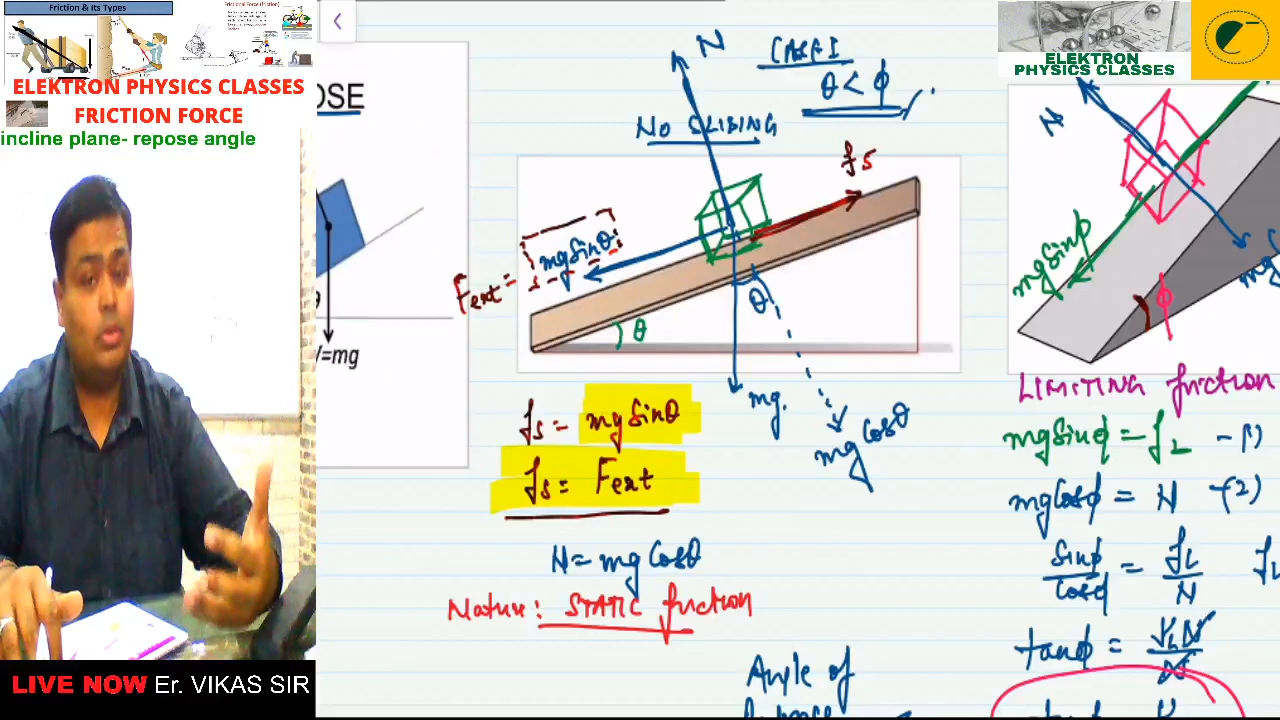 Friction & Its Types
ELEKTRON PHYSICS CLASSES
FRICTION FORCE
incline plane- repose angle
LIVE NOW Er. VIKAS SIR
OSE
=mg
N
CASE I
θ < ϕ
NO SLIDING
fs
mg Sinθ
Fext =
θ
θ
mg.
mg Cosθ
fs = mg Sinθ
fs = Fext
N = mg Cosθ
Nature: STATIC friction
Angle of
ELEKTRON
PHYSICS CLASSES
N
mg Sinϕ
ϕ
LIMITING friction
mg Sinϕ = fL -(1)
mg Cosϕ = N -(2)
Sinϕ/Cosϕ = fL/N
tanϕ =